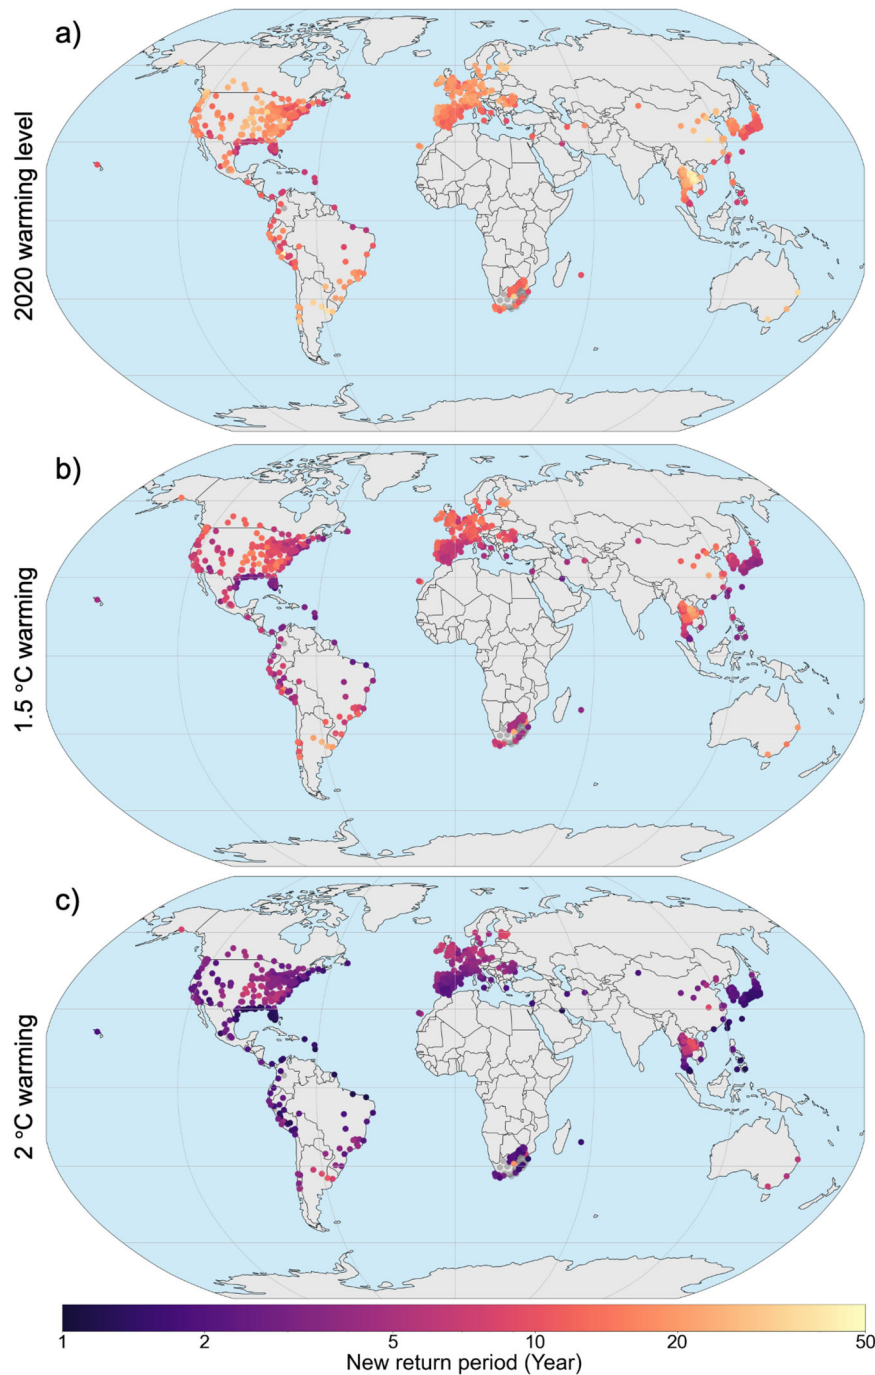 a)
2020 warming level
b)
1.5 °C warming
c)
2 °C warming
1 2 5 10 20 50
New return period (Year)